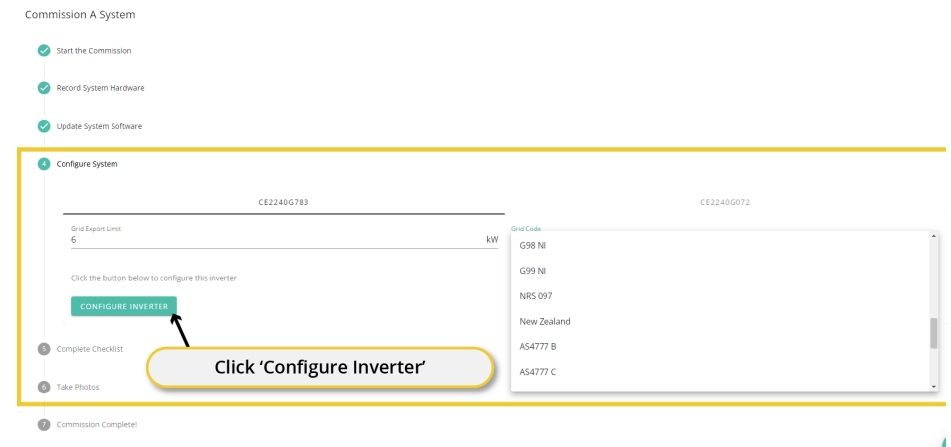 Commission A System
Start the Commission
Record System Hardware
Update System Software
4 Configure System
CE2240G783 CE2240G072
Grid Export Limit
6 kW
Grid Code
G98 NI
G99 NI
NRS 097
New Zealand
AS4777 B
AS4777 C
Click the button below to configure this inverter
CONFIGURE INVERTER
Click ‘Configure Inverter’
5 Complete Checklist
6 Take Photos
7 Commission Complete!